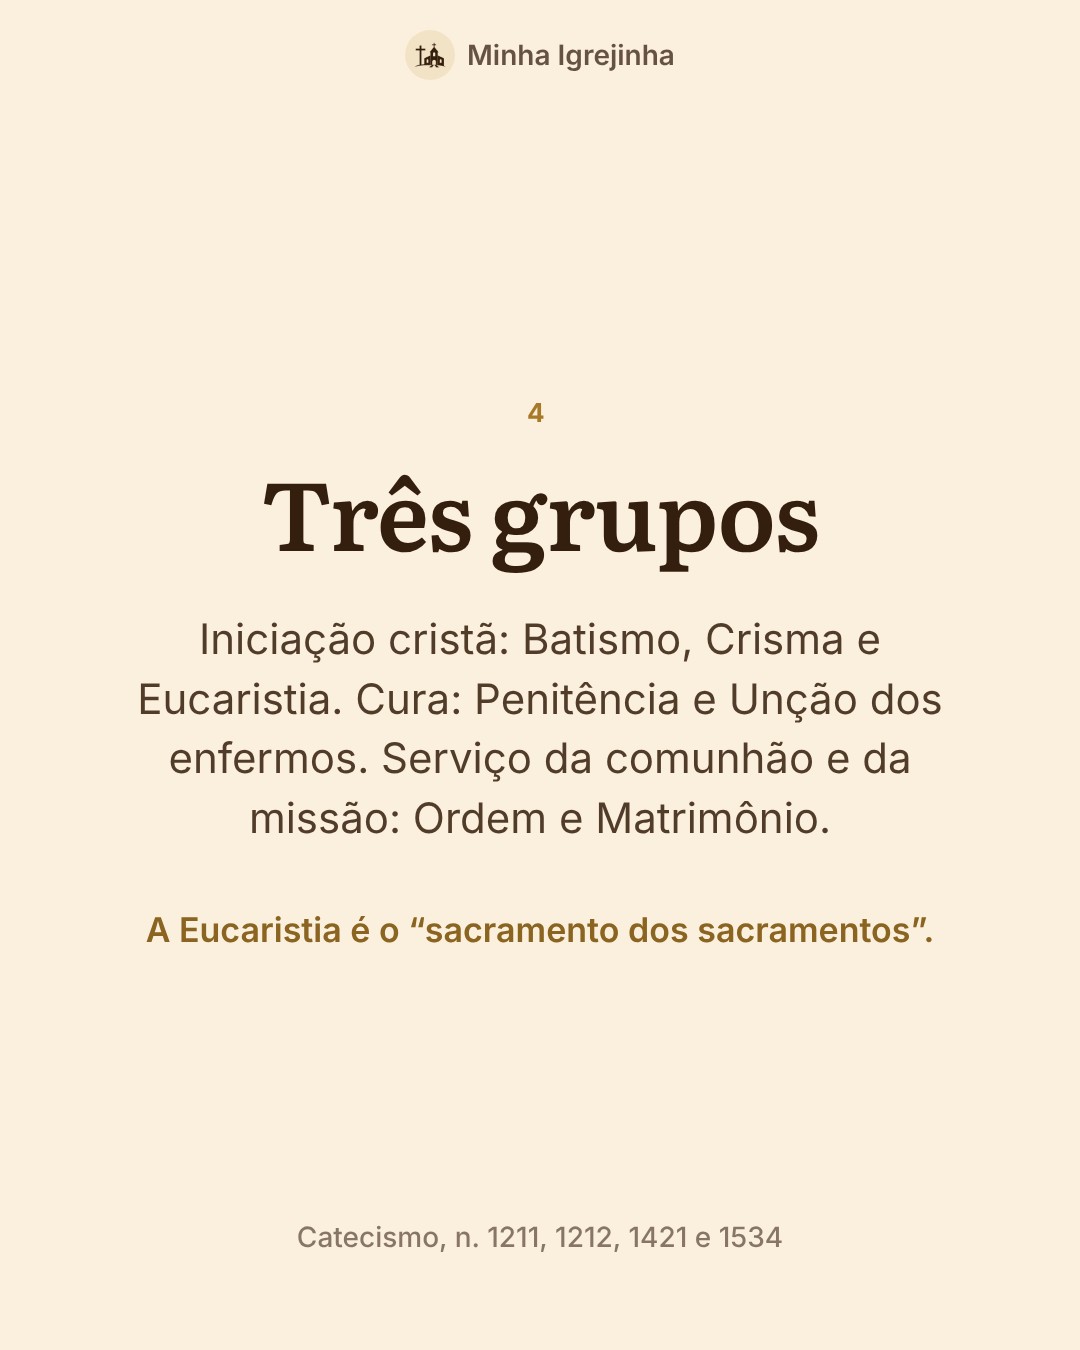 Minha Igrejinha
4
Três grupos
Iniciação cristã: Batismo, Crisma e
Eucaristia. Cura: Penitência e Unção dos
enfermos. Serviço da comunhão e da
missão: Ordem e Matrimônio.
A Eucaristia é o “sacramento dos sacramentos”.
Catecismo, n. 1211, 1212, 1421 e 1534